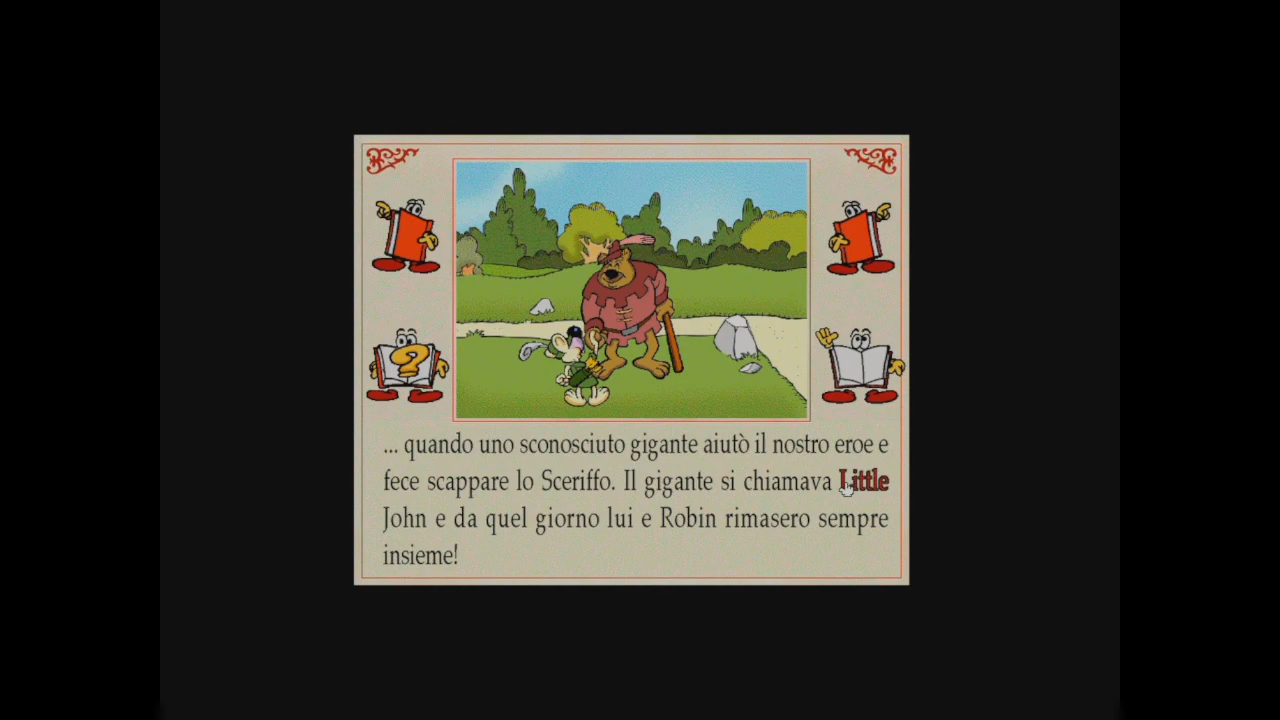 ... quando uno sconosciuto gigante aiutò il nostro eroe e
fece scappare lo Sceriffo. Il gigante si chiamava Little
John e da quel giorno lui e Robin rimasero sempre
insieme!